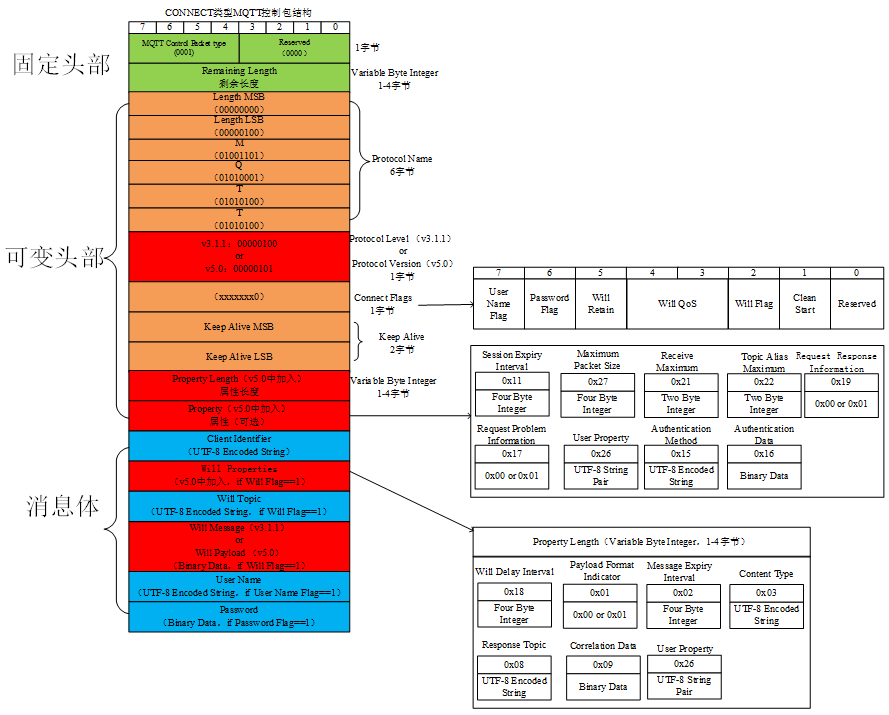 CONNECT类型MQTT控制包结构
7 6 5 4 3 2 1 0
MQTT Control Packet type
(0001)
Reserved
（0000）
1字节
固定头部
Remaining Length
剩余长度
Variable Byte Integer
1-4字节
Length MSB
（00000000）
Length LSB
（00000100）
M
（01001101）
Q
（01010001）
T
（01010100）
T
（01010100）
Protocol Name
6字节
可变头部
v3.1.1：00000100
or
v5.0：00000101
Protocol Level（v3.1.1）
or
Protocol Version（v5.0）
1字节
（xxxxxxx0）
Connect Flags
1字节
Keep Alive MSB
Keep Alive LSB
Keep Alive
2字节
Property Length（v5.0中加入）
属性长度
Variable Byte Integer
1-4字节
Property（v5.0中加入）
属性（可选）
消息体
Client Identifier
（UTF-8 Encoded String）
Will Properties
（v5.0中加入，if Will Flag==1）
Will Topic
（UTF-8 Encoded String，if Will Flag==1）
Will Message（v3.1.1）
or
Will Payload（v5.0）
（Binary Data，if Will Flag==1）
User Name
（UTF-8 Encoded String，if User Name Flag==1）
Password
（Binary Data，if Password Flag==1）
7 6 5 4 3 2 1 0
User
Name
Flag
Password
Flag
Will
Retain
Will QoS
Will Flag
Clean
Start
Reserved
Session Expiry
Interval
0x11
Four Byte
Integer
Maximum
Packet Size
0x27
Four Byte
Integer
Receive
Maximum
0x21
Two Byte
Integer
Topic Alias
Maximum
0x22
Two Byte
Integer
Request Response
Information
0x19
0x00 or 0x01
Request Problem
Information
0x17
0x00 or 0x01
User Property
0x26
UTF-8 String
Pair
Authentication
Method
0x15
UTF-8 Encoded
String
Authentication
Data
0x16
Binary Data
Property Length（Variable Byte Integer，1-4字节）
Will Delay Interval
0x18
Four Byte
Integer
Payload Format
Indicator
0x01
0x00 or 0x01
Message Expiry
Interval
0x02
Four Byte
Integer
Content Type
0x03
UTF-8 Encoded
String
Response Topic
0x08
UTF-8 Encoded
String
Correlation Data
0x09
Binary Data
User Property
0x26
UTF-8 String
Pair